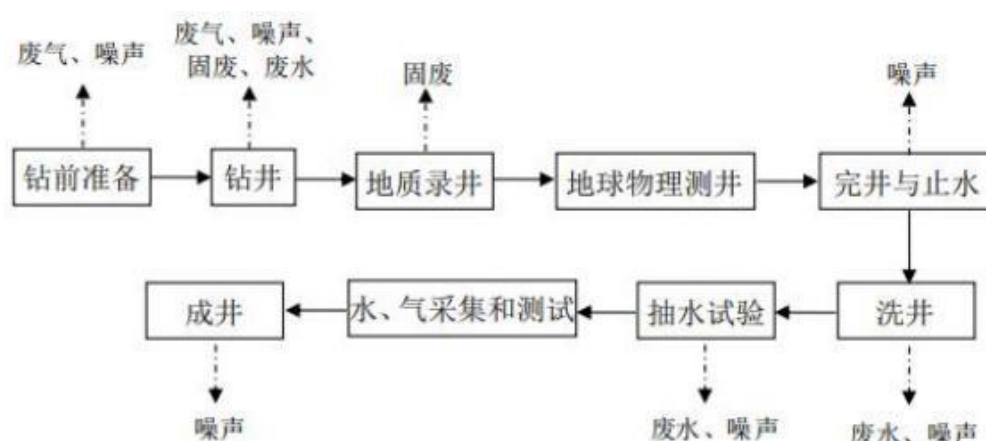 废气、噪声
废气、噪声、
固废、废水
固废
噪声
钻前准备
钻井
地质录井
地球物理测井
完井与止水
成井
水、气采集和测试
抽水试验
洗井
噪声
废水、噪声
废水、噪声